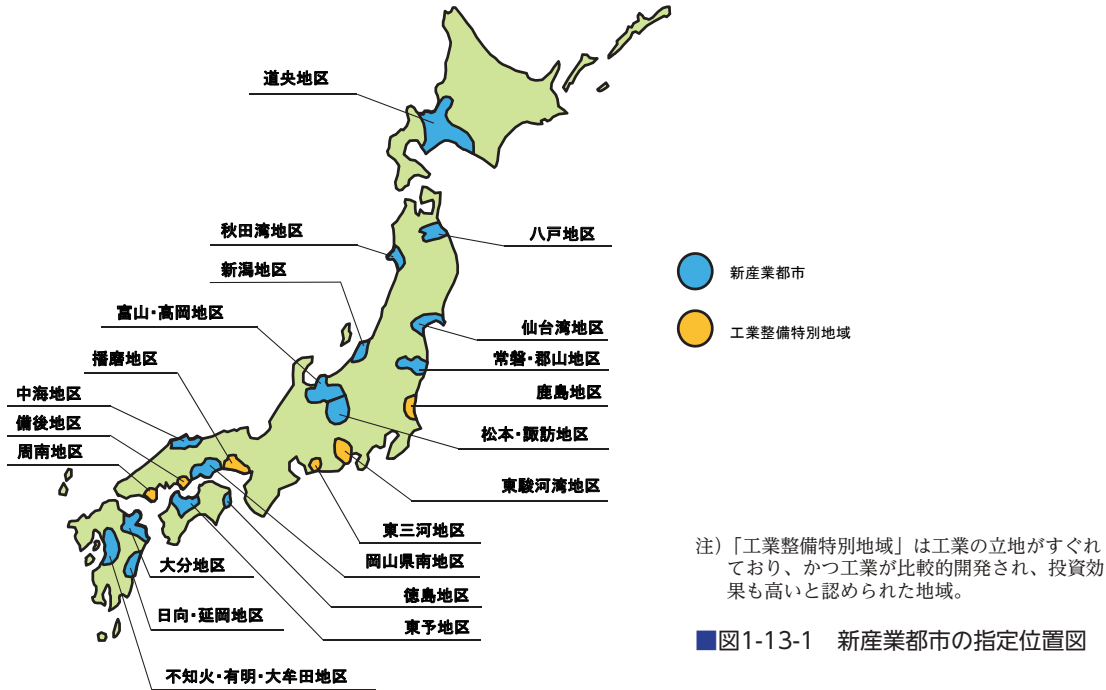 道央地区
秋田湾地区
八戸地区
新潟地区
新産業都市
富山・高岡地区
仙台湾地区
工業整備特別地域
播磨地区
常磐・郡山地区
中海地区
鹿島地区
備後地区
松本・諏訪地区
周南地区
東駿河湾地区
東三河地区
大分地区
岡山県南地区
徳島地区
日向・延岡地区
東予地区
不知火・有明・大牟田地区
注)「工業整備特別地域」は工業の立地がすぐれ
ており、かつ工業が比較的開発され、投資効
果も高いと認められた地域。
■図1-13-1 新産業都市の指定位置図